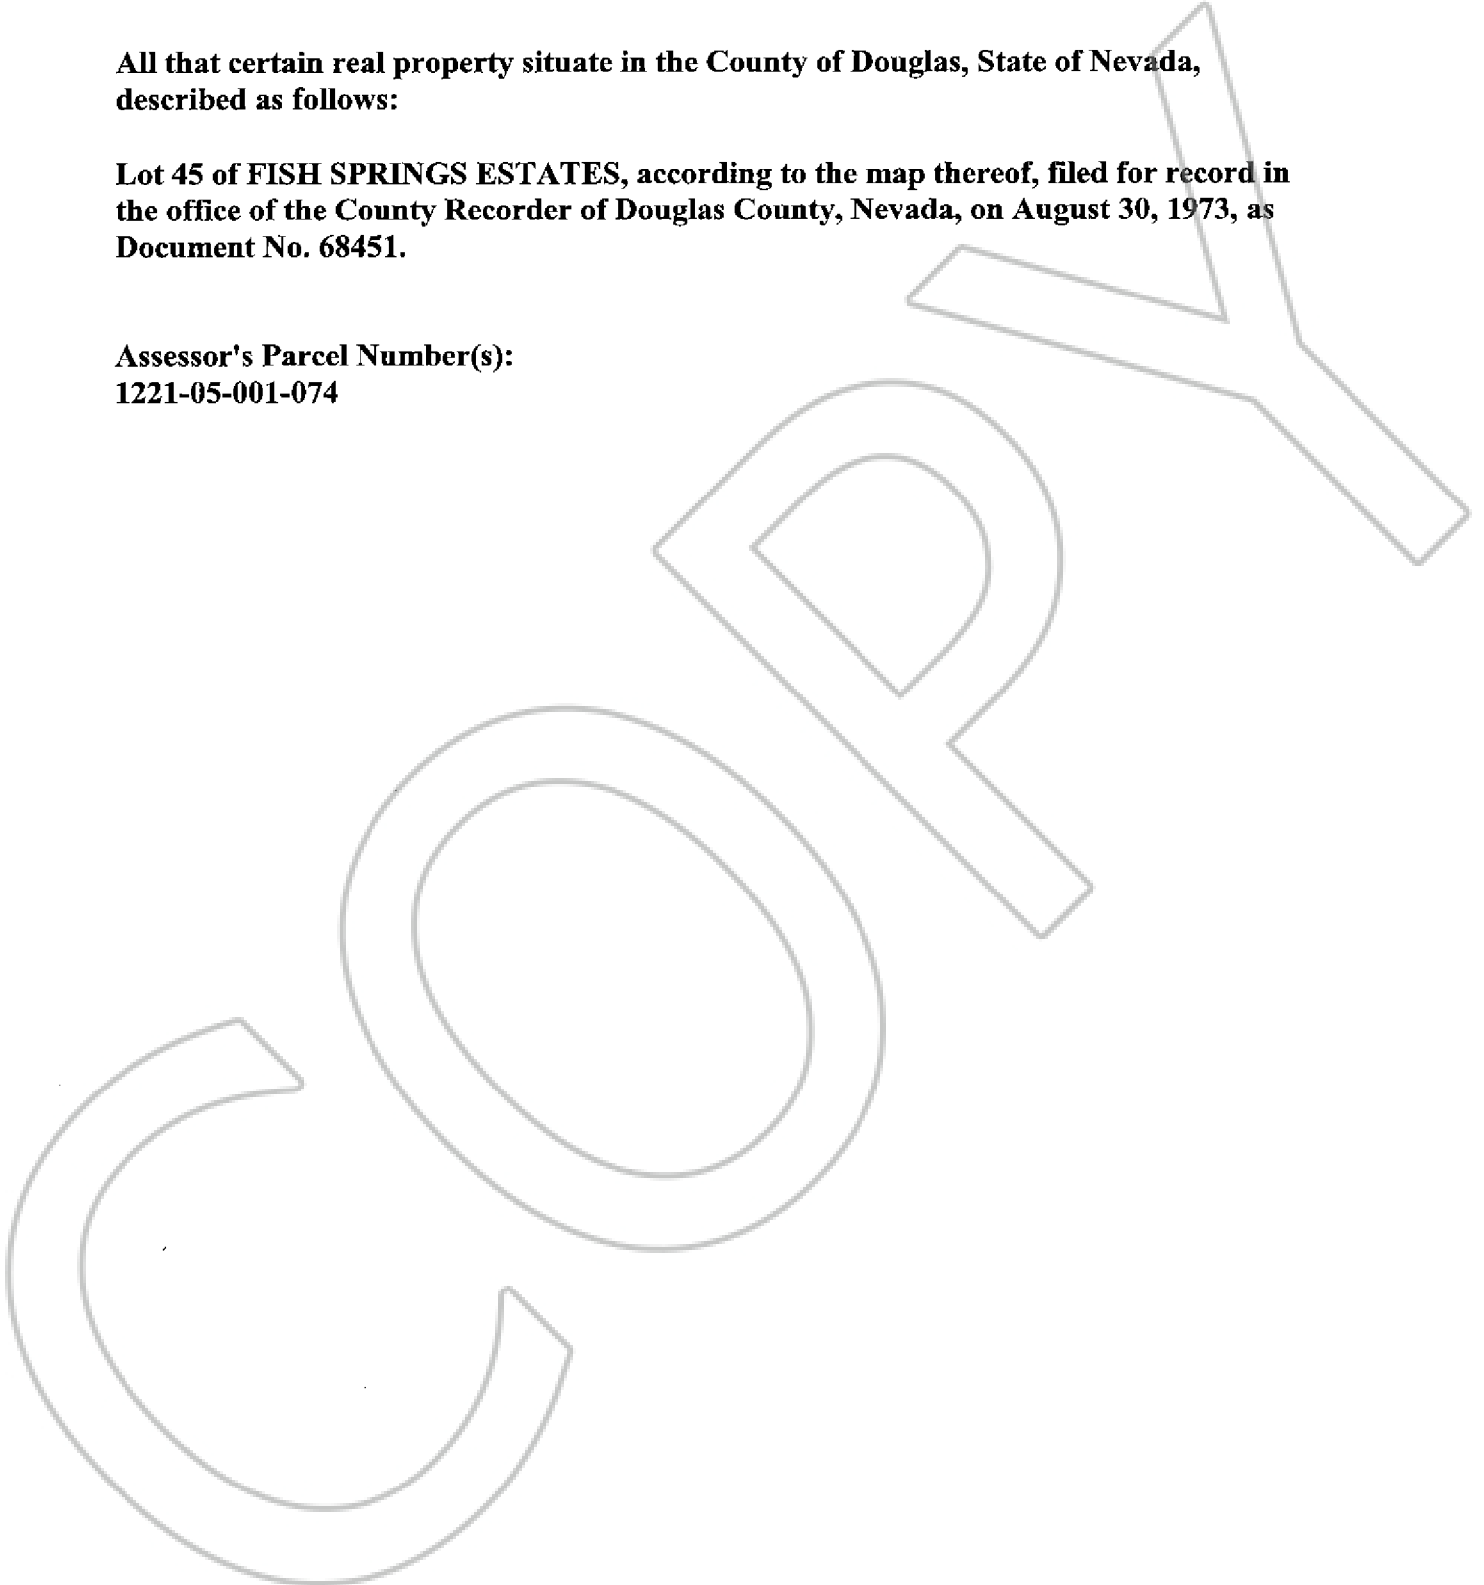 All that certain real property situate in the County of Douglas, State of Nevada,
described as follows:
Lot 45 of FISH SPRINGS ESTATES, according to the map thereof, filed for record in
the office of the County Recorder of Douglas County, Nevada, on August 30, 1973, as
Document No. 68451.
Assessor's Parcel Number(s):
1221-05-001-074
COPY